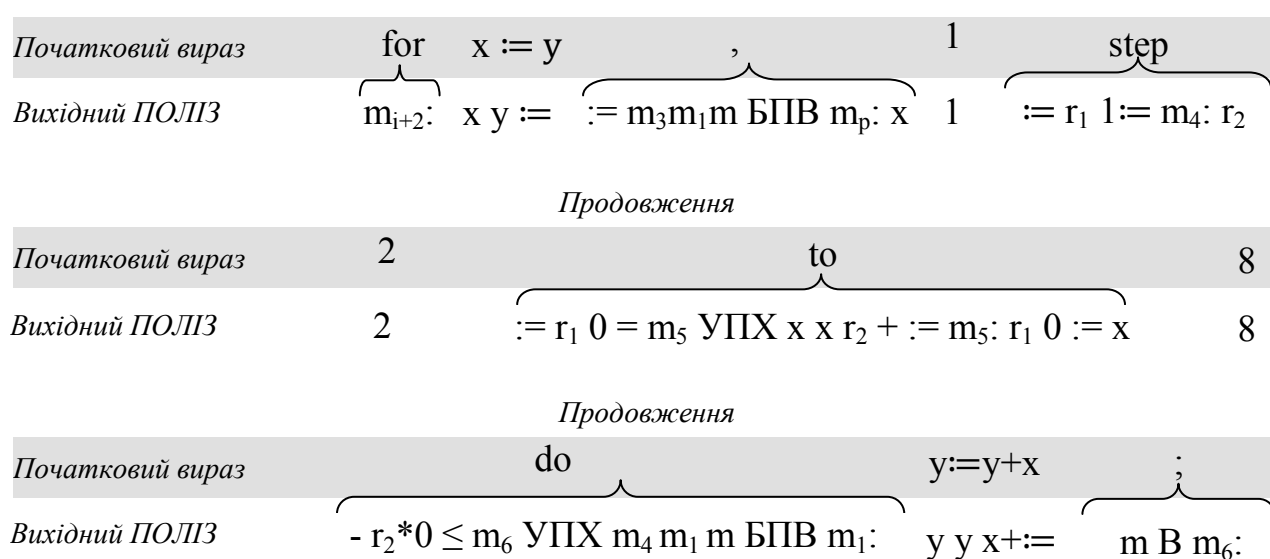 Початковий вираз for x := y , 1 step
Вихідний ПОЛІЗ mᵢ₊₂: x y := := m₃m₁m БПВ mₚ: x 1 := r₁ 1:= m₄: r₂
Продовження
Початковий вираз 2 to 8
Вихідний ПОЛІЗ 2 := r₁ 0 = m₅ УПХ x x r₂ + := m₅: r₁ 0 := x 8
Продовження
Початковий вираз do y:=y+x ;
Вихідний ПОЛІЗ - r₂*0 ≤ m₆ УПХ m₄ m₁ m БПВ m₁: y y x+:= m В m₆: